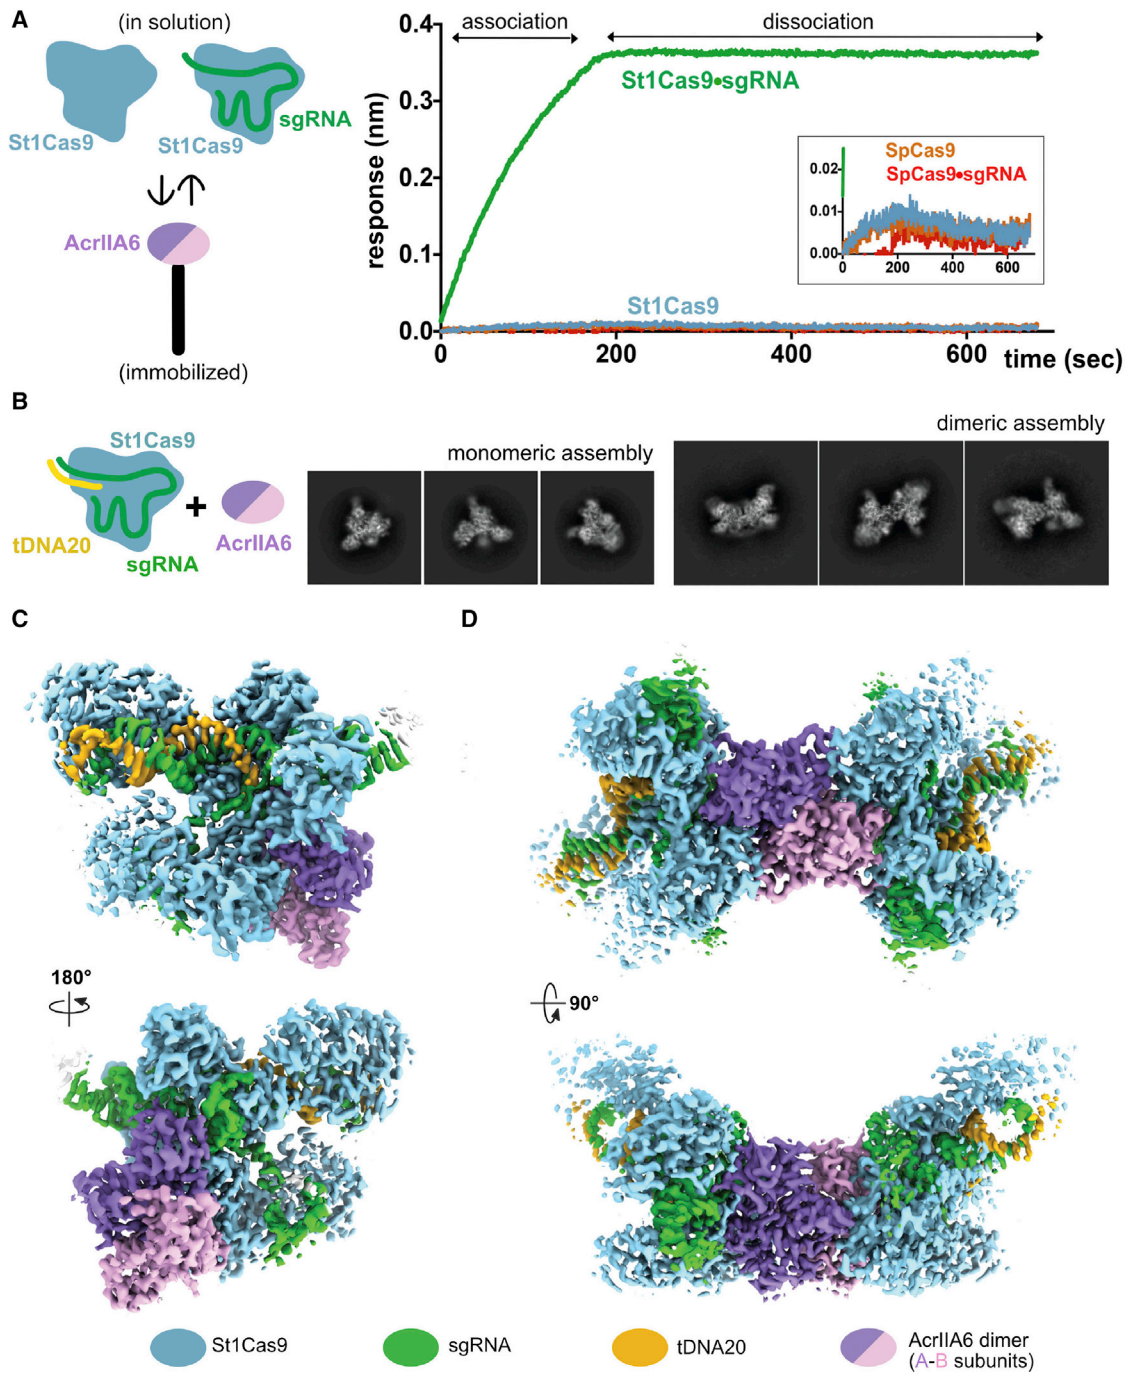 A
(in solution)
St1Cas9
St1Cas9
sgRNA
AcrIIA6
(immobilized)
association
dissociation
response (nm)
0.4
0.3
0.2
0.1
0.0
0
200
400
600
time (sec)
St1Cas9•sgRNA
St1Cas9
SpCas9
SpCas9•sgRNA
0.02
0.01
0.00
0
200
400
600
B
St1Cas9
tDNA20
sgRNA
+
AcrIIA6
monomeric assembly
dimeric assembly
C
D
180°
90°
St1Cas9
sgRNA
tDNA20
AcrIIA6 dimer
(A-B subunits)